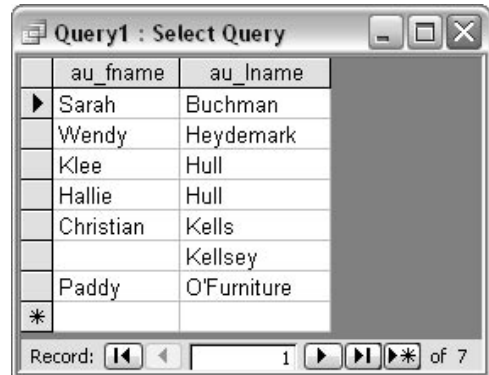 Query1 : Select Query
au_fname au_lname
Sarah Buchman
Wendy Heydemark
Klee Hull
Hallie Hull
Christian Kells
Kellsey
Paddy O'Furniture
Record: 1 of 7